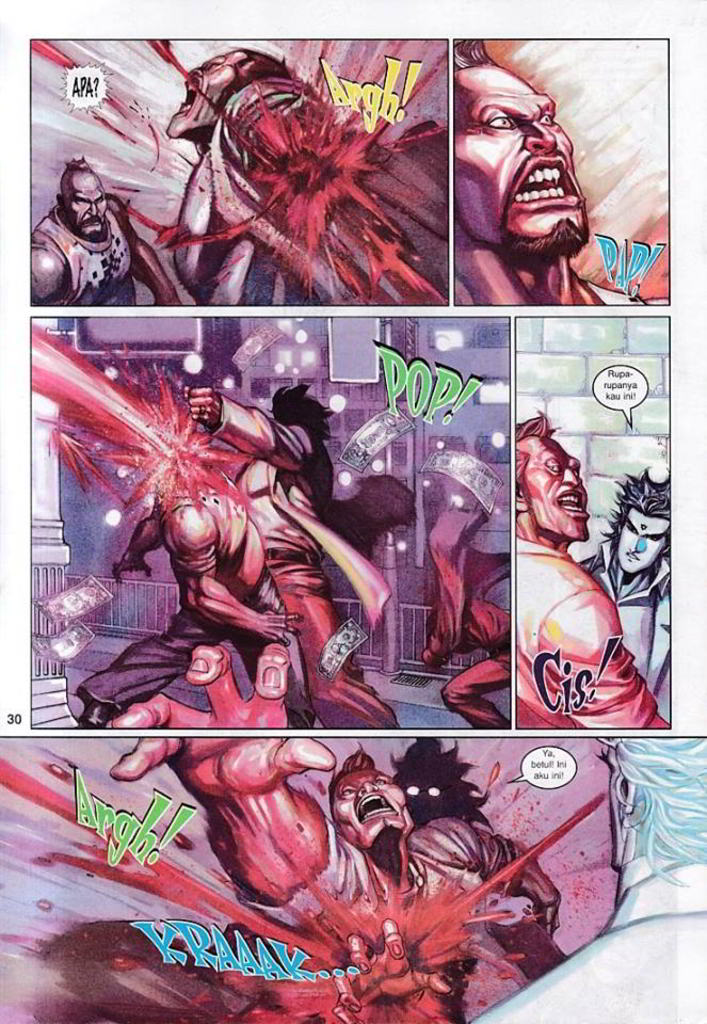 APA?
Argh!
PAP!
POP!
Rupa-
rupanya
kau ini!
Cis!
30
Argh!
Ya,
betul! Ini
aku ini!
KRAAAK...